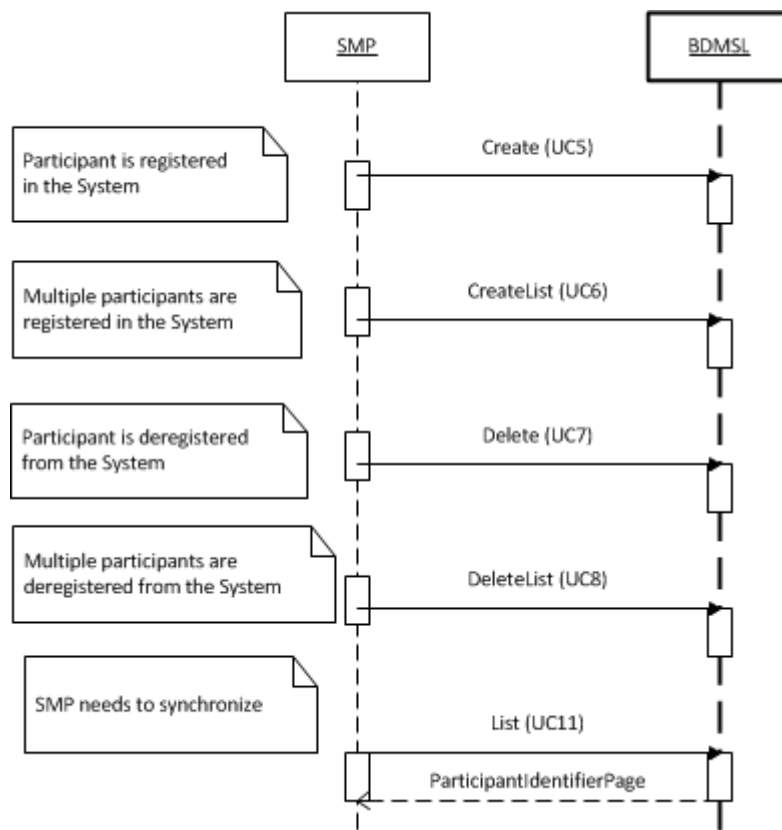 SMP
BDMSL
Participant is registered
in the System
Create (UC5)
Multiple participants are
registered in the System
CreateList (UC6)
Participant is deregistered
from the System
Delete (UC7)
Multiple participants are
deregistered from the System
DeleteList (UC8)
SMP needs to synchronize
List (UC11)
ParticipantIdentifierPage